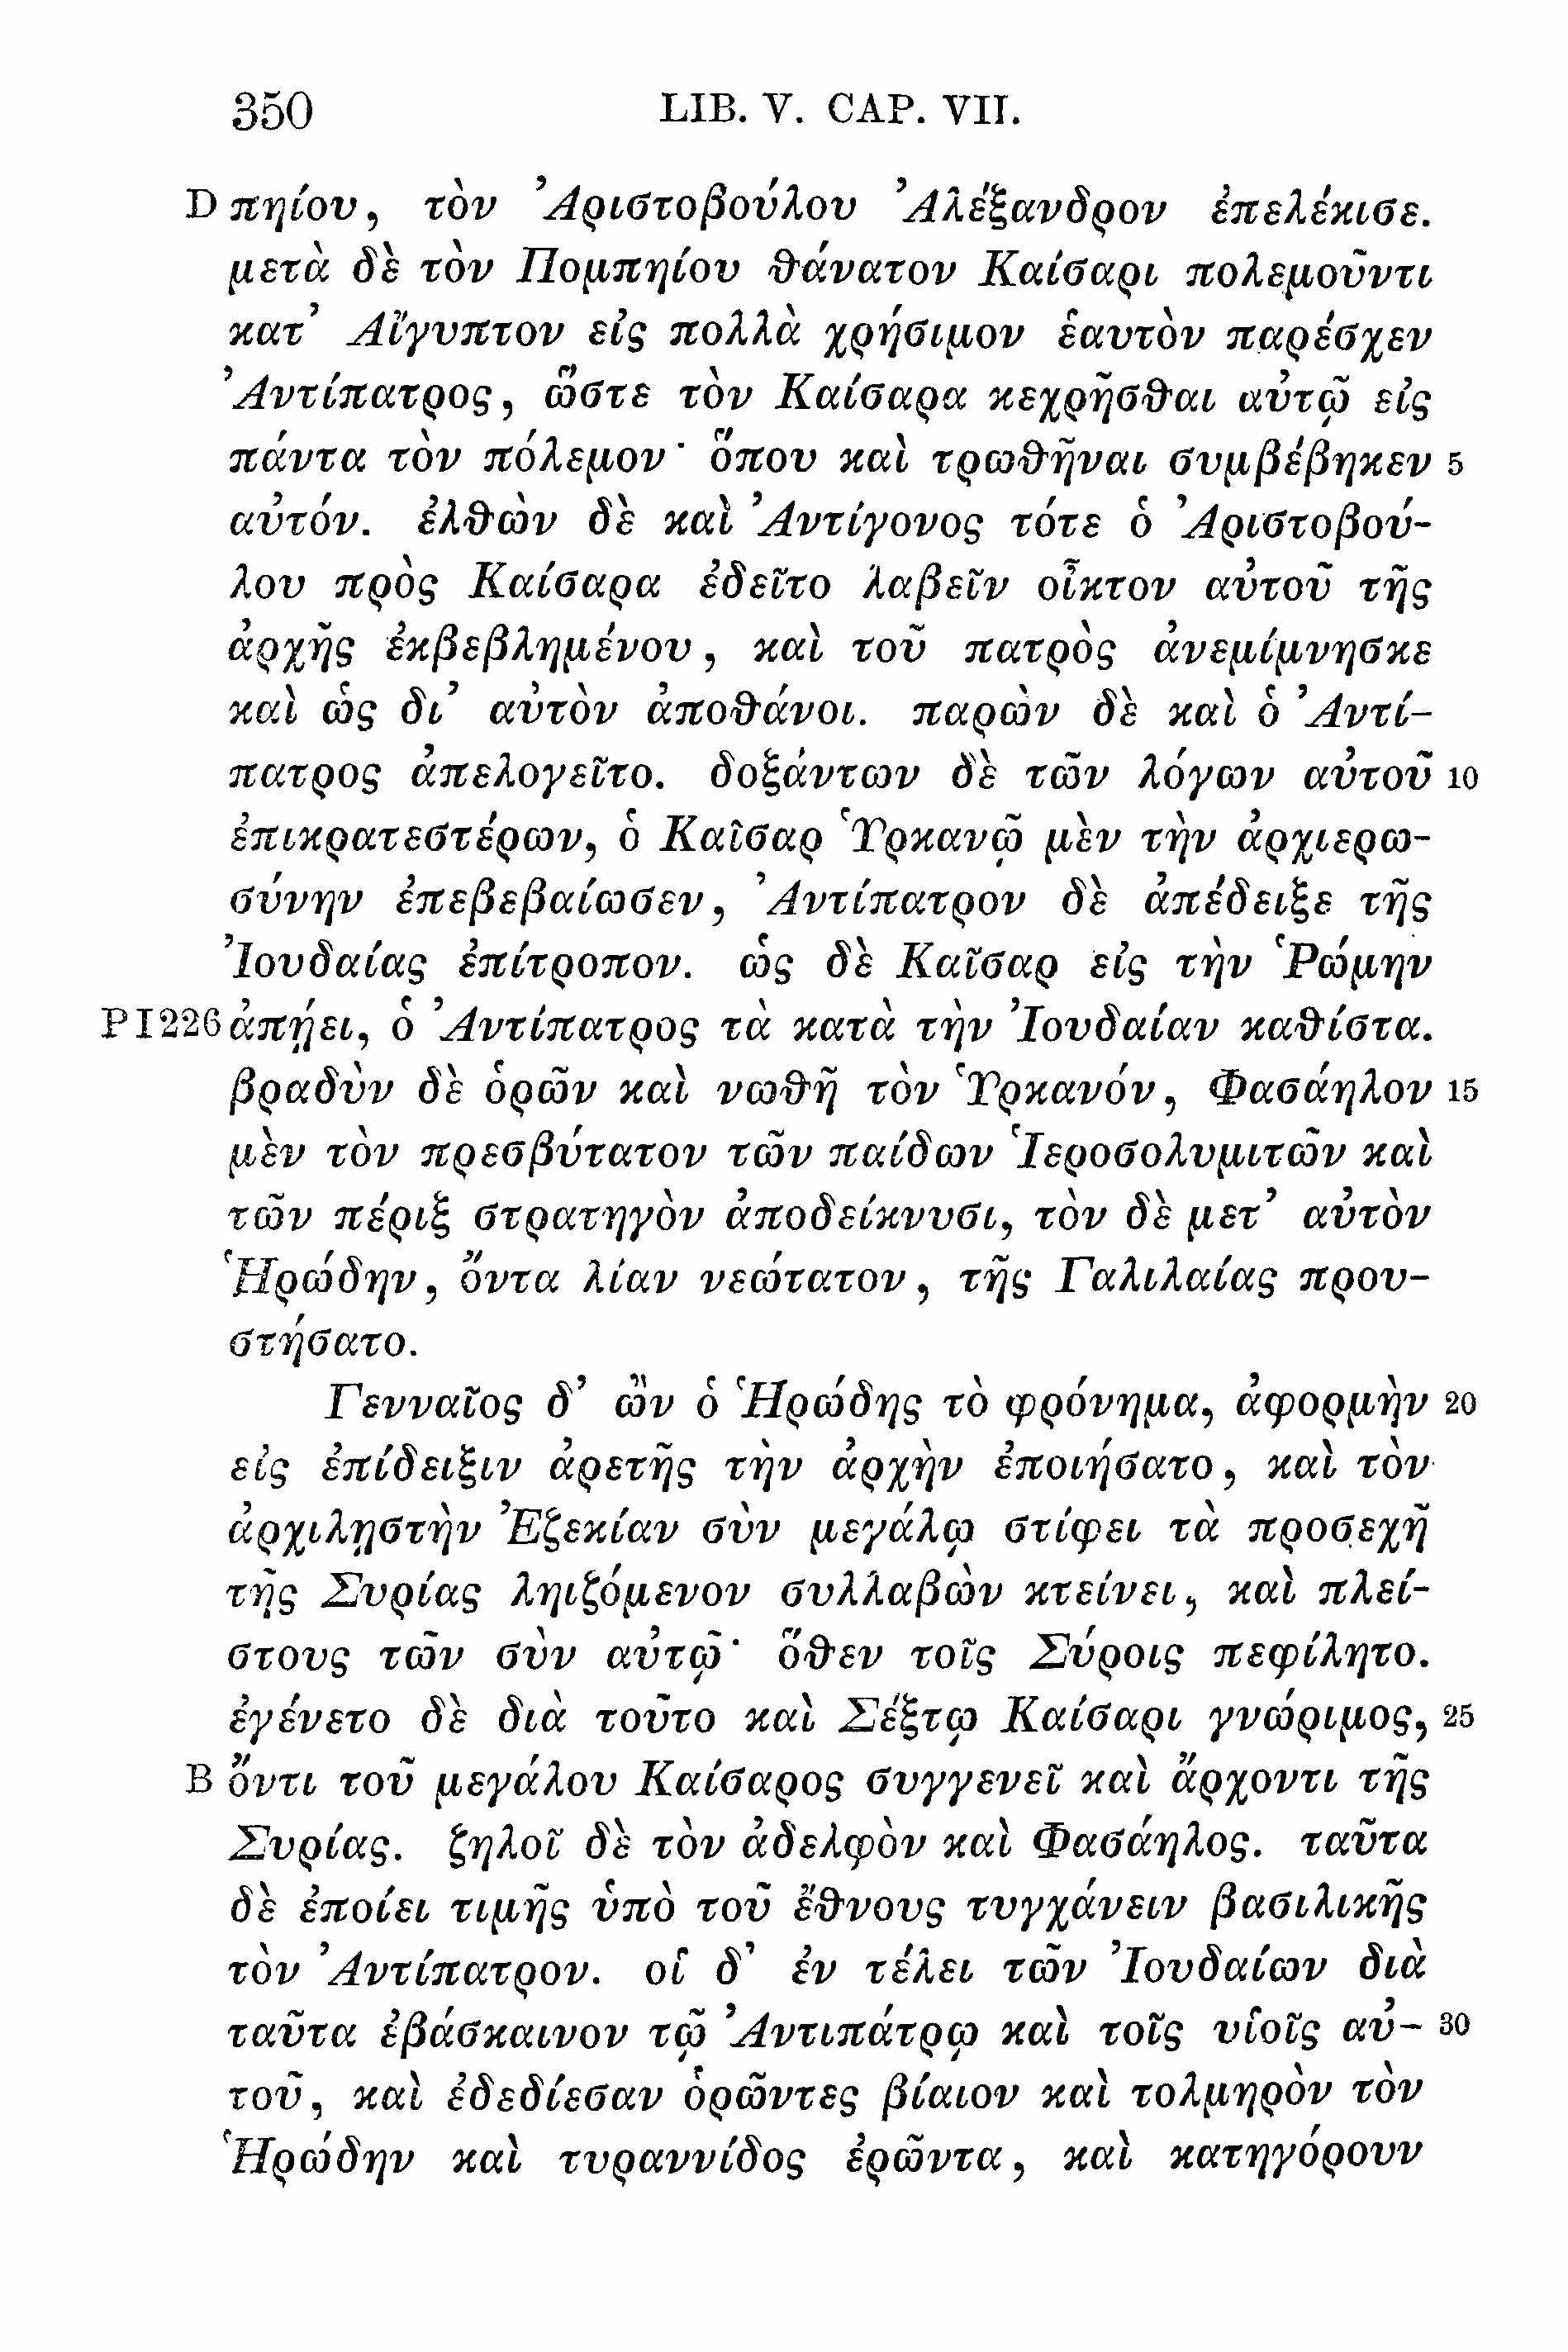 350 LIB. V. CAP. VII.
D πηίου, τὸν Ἀριστοβούλου Ἀλέξανδρον ἐπελέκισε.
μετὰ δὲ τὸν Πομπηίου θάνατον Καίσαρι πολεμοῦντι
κατ’ Αἴγυπτον εἰς πολλὰ χρήσιμον ἑαυτὸν παρέσχεν
Ἀντίπατρος, ὥστε τὸν Καίσαρα κεχρῆσθαι αὐτῷ εἰς
πάντα τὸν πόλεμον· ὅπου καὶ τρωθῆναι συμβέβηκεν 5
αὐτόν. ἐλθὼν δὲ καὶ Ἀντίγονος τότε ὁ Ἀριστοβού-
λου πρὸς Καίσαρα ἐδεῖτο λαβεῖν οἶκτον αὐτοῦ τῆς
ἀρχῆς ἐκβεβλημένου, καὶ τοῦ πατρὸς ἀνεμίμνησκε
καὶ ὡς δι’ αὐτὸν ἀποθάνοι. παρὼν δὲ καὶ ὁ Ἀντί-
πατρος ἀπελογεῖτο. δοξάντων δὲ τῶν λόγων αὐτοῦ 10
ἐπικρατεστέρων, ὁ Καῖσαρ Ὑρκανῷ μὲν τὴν ἀρχιερω-
σύνην ἐπεβεβαίωσεν, Ἀντίπατρον δὲ ἀπέδειξε τῆς
Ἰουδαίας ἐπίτροπον. ὡς δὲ Καῖσαρ εἰς τὴν Ῥώμην
P I 226 ἀπῄει, ὁ Ἀντίπατρος τὰ κατὰ τὴν Ἰουδαίαν καθίστα.
βραδὺν δὲ ὁρῶν καὶ νωθῆ τὸν Ὑρκανόν, Φασάηλον 15
μὲν τὸν πρεσβύτατον τῶν παίδων Ἱεροσολυμιτῶν καὶ
τῶν πέριξ στρατηγὸν ἀποδείκνυσι, τὸν δὲ μετ’ αὐτὸν
Ἡρώδην, ὄντα λίαν νεώτατον, τῆς Γαλιλαίας πρου-
στήσατο.
Γενναῖος δ’ ὢν ὁ Ἡρώδης τὸ φρόνημα, ἀφορμὴν 20
εἰς ἐπίδειξιν ἀρετῆς τὴν ἀρχὴν ἐποιήσατο, καὶ τὸν
ἀρχιλῃστὴν Ἐζεκίαν σὺν μεγάλῳ στίφει τὰ προσεχῆ
τῆς Συρίας ληιζόμενον συλλαβὼν κτείνει, καὶ πλεί-
στους τῶν σὺν αὐτῷ· ὅθεν τοῖς Σύροις πεφίλητο.
ἐγένετο δὲ διὰ τοῦτο καὶ Σέξτῳ Καίσαρι γνώριμος, 25
B ὄντι τοῦ μεγάλου Καίσαρος συγγενεῖ καὶ ἄρχοντι τῆς
Συρίας. ζηλοῖ δὲ τὸν ἀδελφὸν καὶ Φασάηλος. ταῦτα
δὲ ἐποίει τιμῆς ὑπὸ τοῦ ἔθνους τυγχάνειν βασιλικῆς
τὸν Ἀντίπατρον. οἱ δ’ ἐν τέλει τῶν Ἰουδαίων διὰ
ταῦτα ἐβάσκαινον τῷ Ἀντιπάτρῳ καὶ τοῖς υἱοῖς αὐ- 30
τοῦ, καὶ ἐδεδίεσαν ὁρῶντες βίαιον καὶ τολμηρὸν τὸν
Ἡρώδην καὶ τυραννίδος ἐρῶντα, καὶ κατηγόρουν